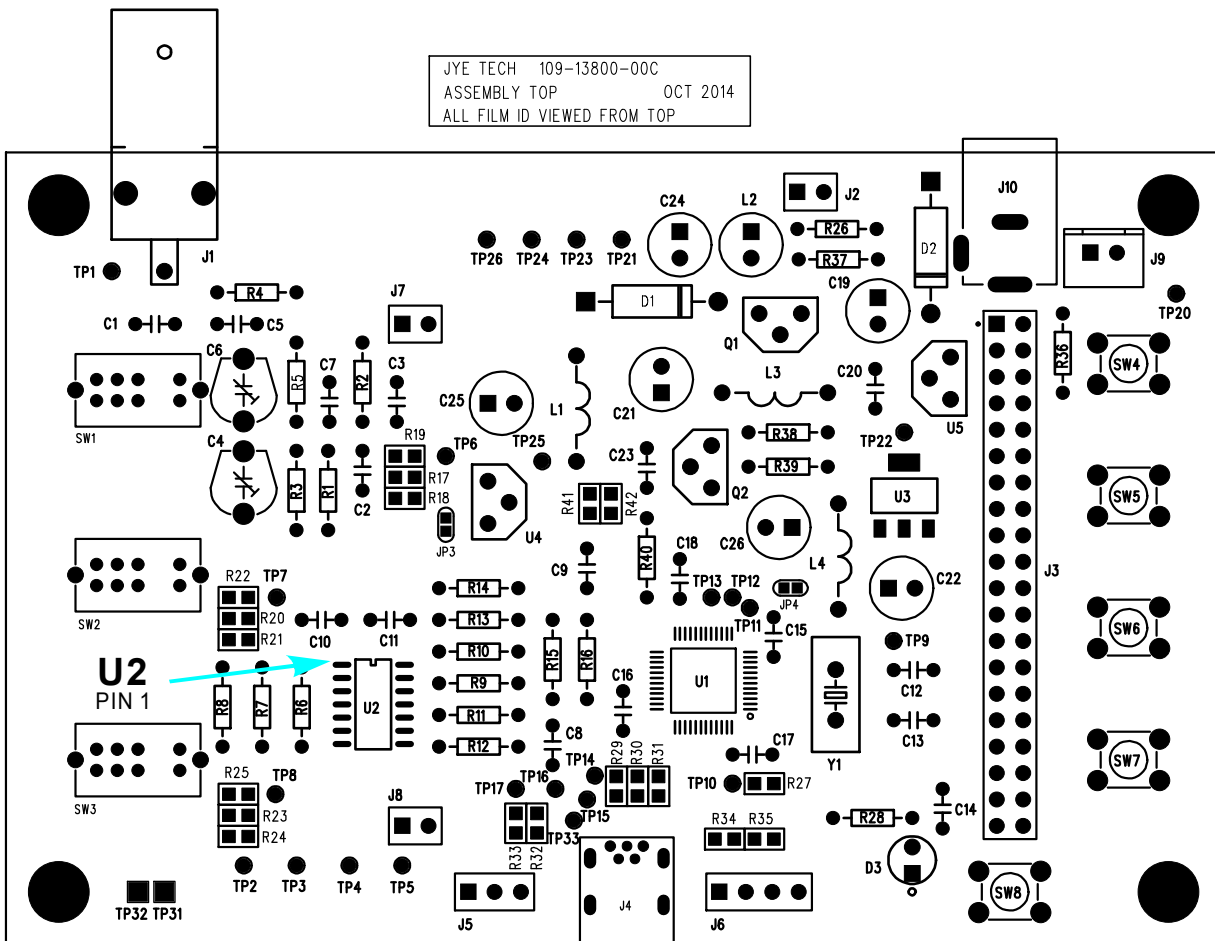 JYE TECH 109-13800-00C
ASSEMBLY TOP OCT 2014
ALL FILM ID VIEWED FROM TOP
J2
J10
C24 L2
R26
J1
TP26 TP24 TP23 TP21
D2
J9
TP1
R37
R4
J7
D1
C19
TP20
C1 C5
Q1
R36
C6
C7 C3
L3
C20
SW4
R5 R2
C25
L1
C21
U5
SW1
C4
R19
TP6
TP25
R38
TP22
C23
R3 R1
R17
R39
R18
R41 R42
Q2
U3
SW5
C2
U4
JP3
C26
C18
R40
L4
C9
J3
R22 TP7
R14
TP13 TP12
JP4
C22
R20
R13
TP11
SW2
R21
C10 C11
C15
TP9
SW6
U2
PIN 1
R10
R15 R16
R9
C16
U1
C12
R8 R7 R6
U2
R11
C8
R12
C13
C17
SW3
R25 TP8
TP17 TP16 TP14
R29 R30 R31
Y1
SW7
R23
J8
TP15
TP10
R27
C14
R24
TP33
R28
R34 R35
R33 R32
D3
TP2 TP3 TP4 TP5
SW8
TP32 TP31
J5
J4
J6